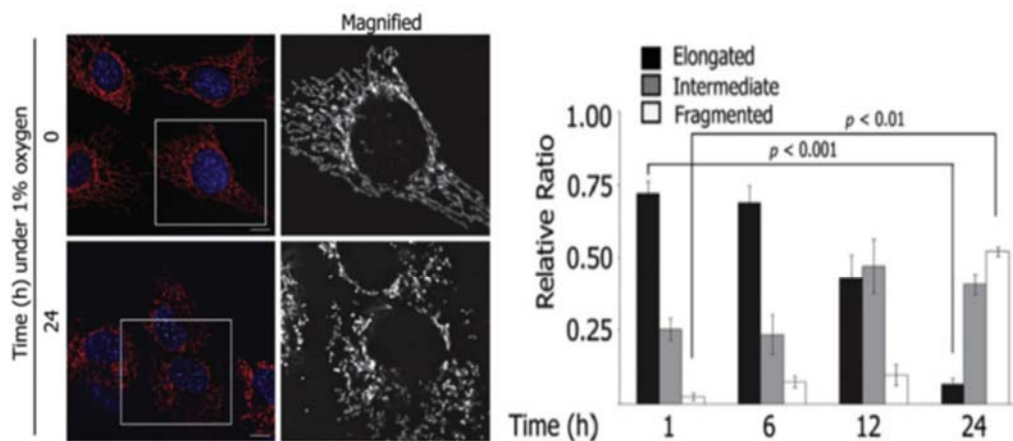 Magnified
Time (h) under 1% oxygen
0
24
Elongated
Intermediate
Fragmented
p < 0.01
p < 0.001
Relative Ratio
1.00
0.75
0.50
0.25
Time (h) 1 6 12 24